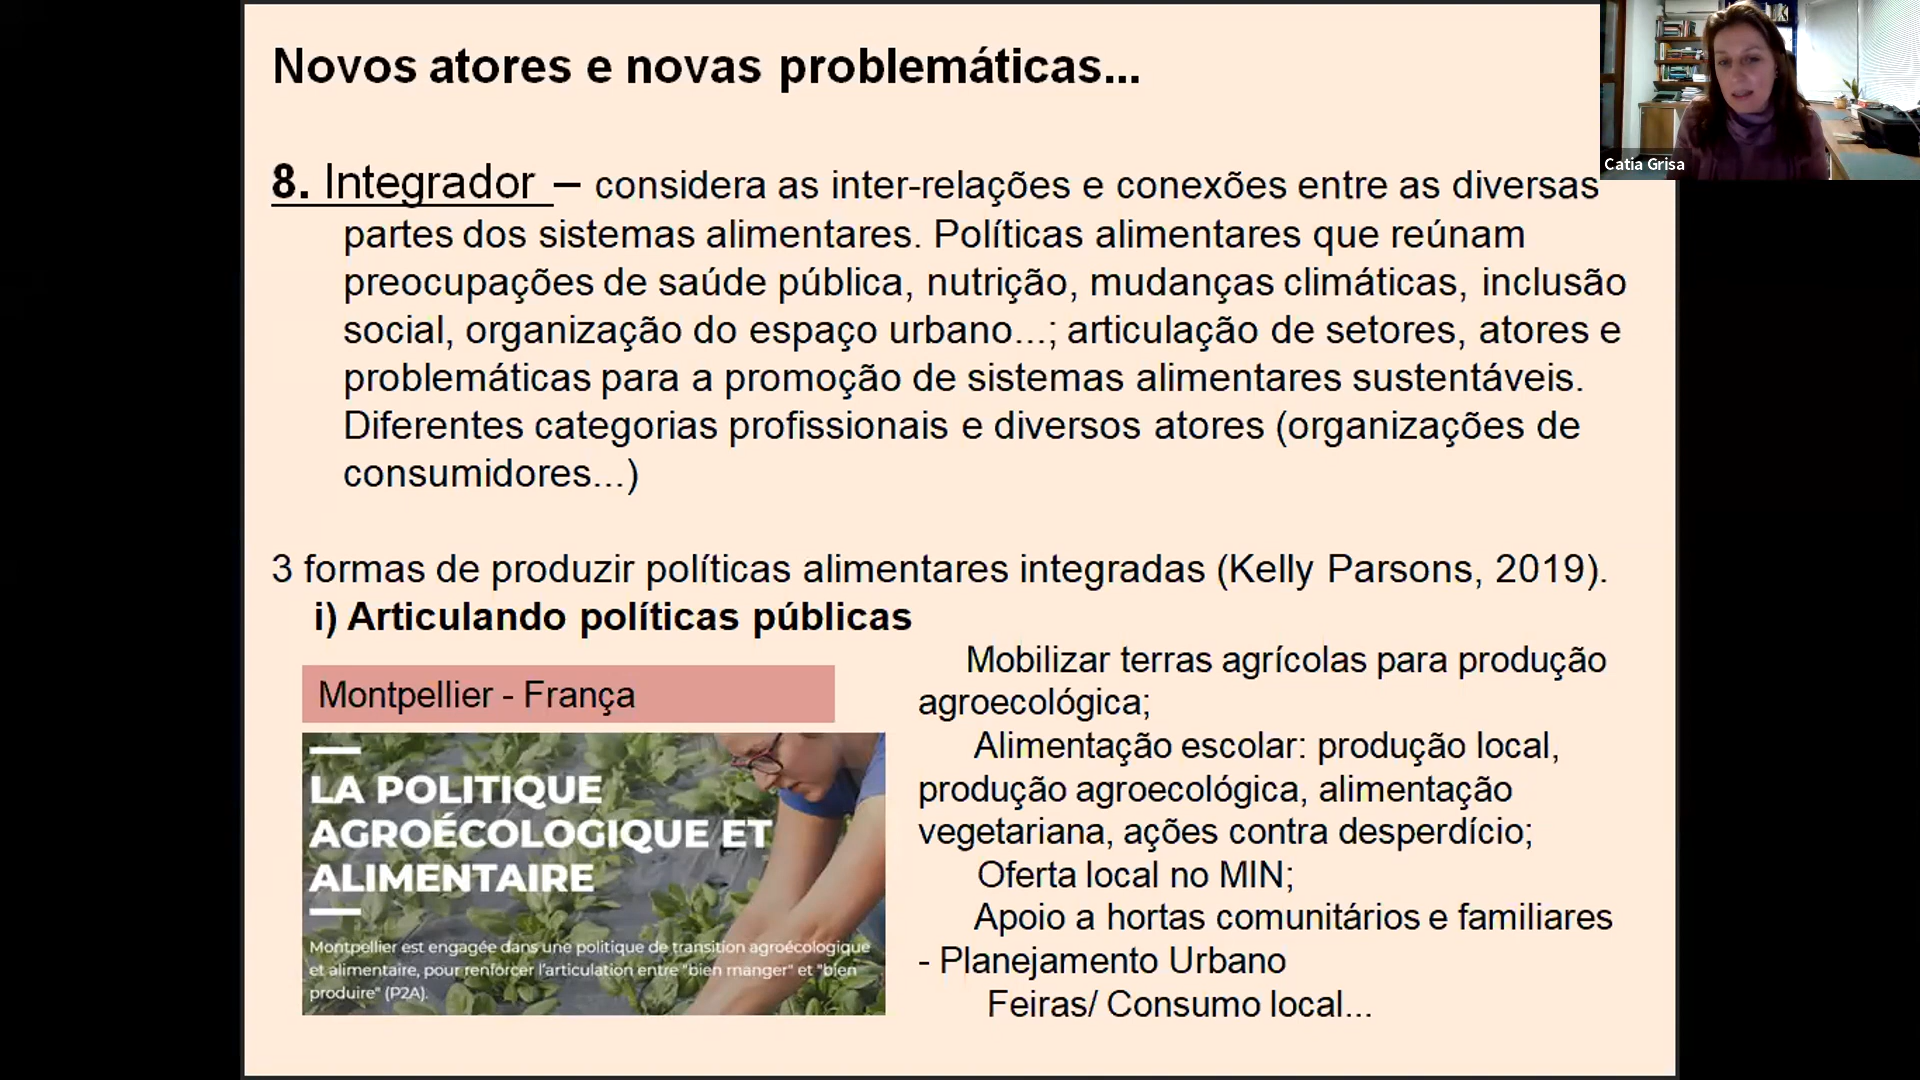 Novos atores e novas problemáticas...
Catia Grisa
8. Integrador – considera as inter-relações e conexões entre as diversas
partes dos sistemas alimentares. Políticas alimentares que reúnam
preocupações de saúde pública, nutrição, mudanças climáticas, inclusão
social, organização do espaço urbano...; articulação de setores, atores e
problemáticas para a promoção de sistemas alimentares sustentáveis.
Diferentes categorias profissionais e diversos atores (organizações de
consumidores...)
3 formas de produzir políticas alimentares integradas (Kelly Parsons, 2019).
i) Articulando políticas públicas
Montpellier - França
LA POLITIQUE
AGROÉCOLOGIQUE ET
ALIMENTAIRE
Montpellier est engagée dans une politique de transition agroécologique
et alimentaire, pour renforcer l'articulation entre "bien manger" et "bien
produire" (P2A).
Mobilizar terras agrícolas para produção
agroecológica;
Alimentação escolar: produção local,
produção agroecológica, alimentação
vegetariana, ações contra desperdício;
Oferta local no MIN;
Apoio a hortas comunitários e familiares
- Planejamento Urbano
Feiras/ Consumo local...